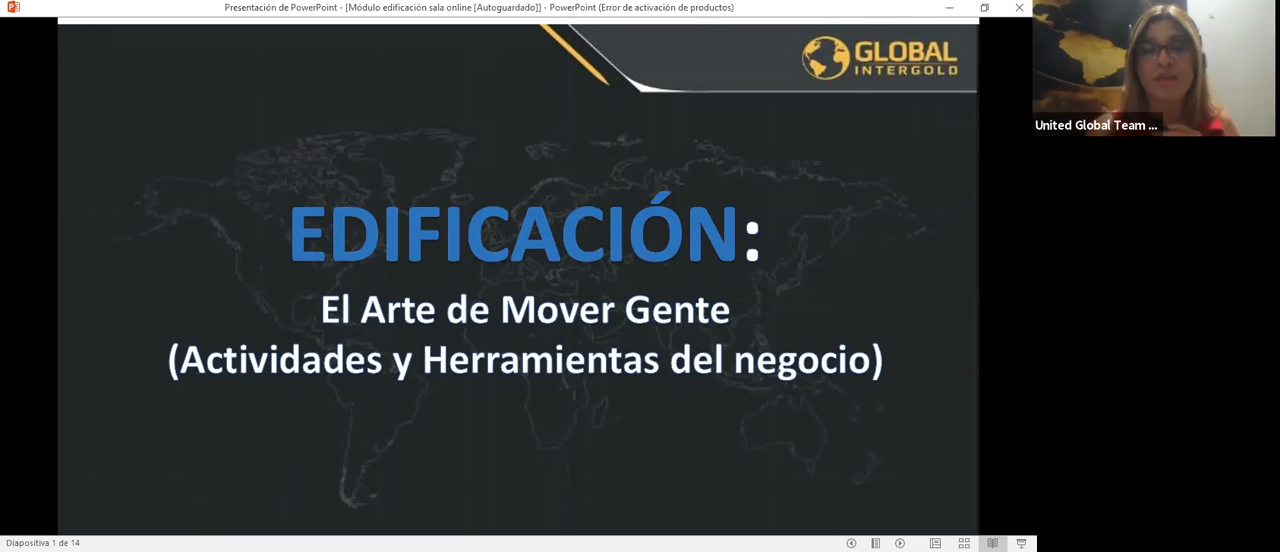 Presentación de PowerPoint - [Módulo edificación sala online [Autoguardado]] - PowerPoint (Error de activación de productos)
GLOBAL
INTERGOLD
United Global Team ...
EDIFICACIÓN:
El Arte de Mover Gente
(Actividades y Herramientas del negocio)
Diapositiva 1 de 14